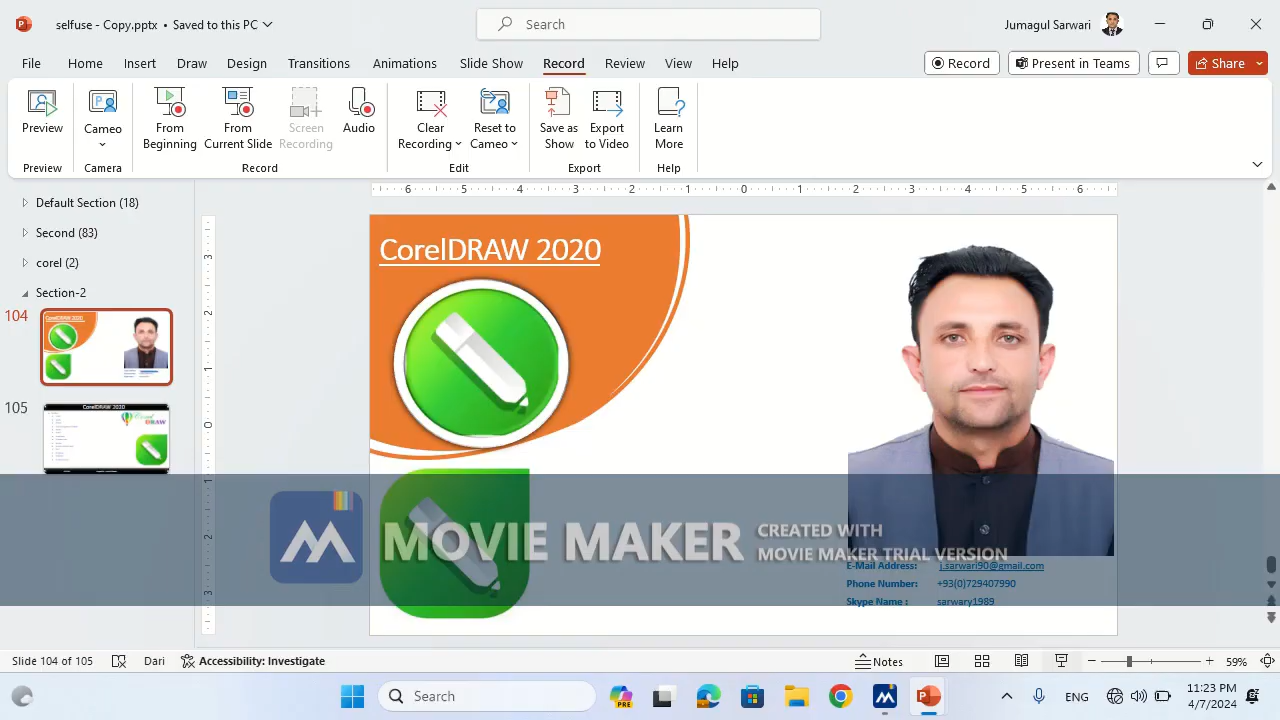 selfuse - Copy.pptx • Saved to this PC
Search
Jumagul Sarwari
File Home Insert Draw Design Transitions Animations Slide Show Record Review View Help
Record Present in Teams Share
Preview
Cameo
From Beginning
From Current Slide
Screen Recording
Audio
Clear Recording
Reset to Cameo
Save as Show
Export to Video
Learn More
Preview Camera Record Edit Export Help
Default Section (18)
Second (83)
corel (2)
Section-2
104
105
CorelDRAW 2020
CorelDRAW 2020
CorelDRAW 2020
MOVIE MAKER
CREATED WITH
MOVIE MAKER TRIAL VERSION
E-Mail Address: j.sarwari90@gmail.com
Phone Number: +93(0)729407990
Skype Name : sarwary1989
Slide 104 of 105 Dari Accessibility: Investigate Notes 59%
Search
PRE
ENG
11:23 PM
4/7/2024